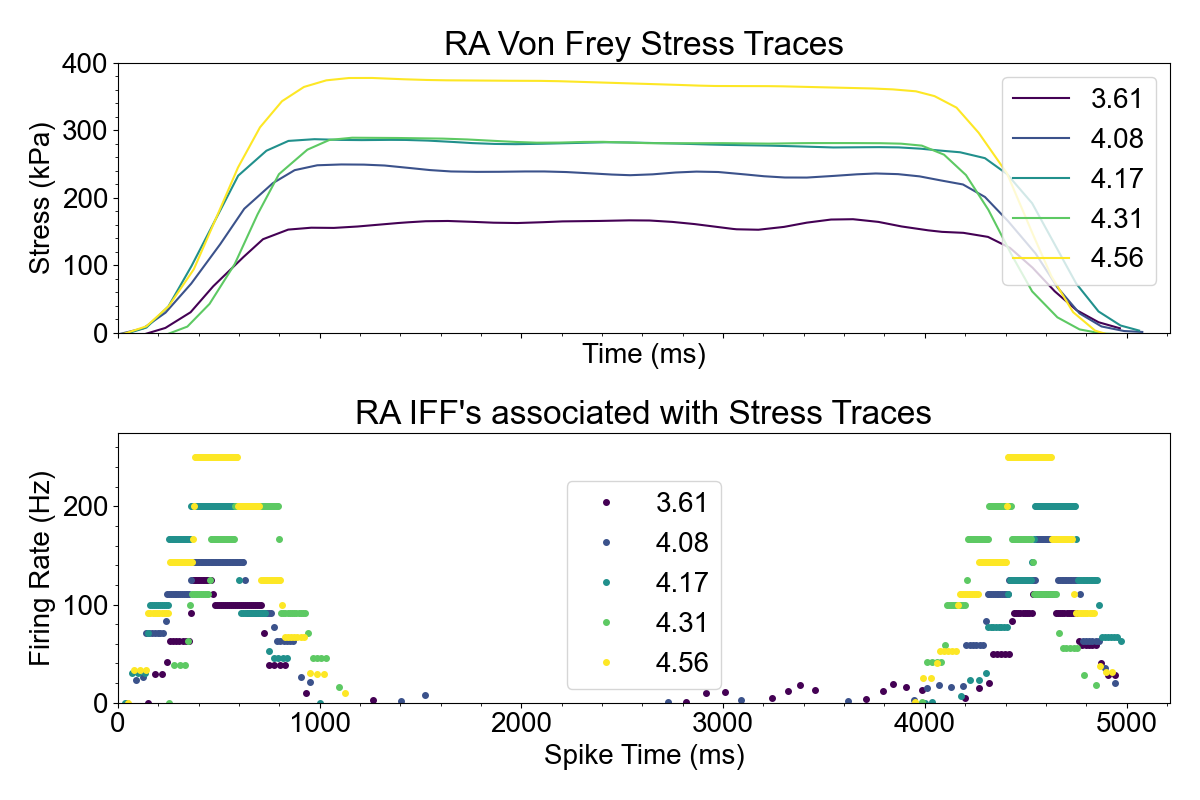 RA Von Frey Stress Traces
400
300
200
100
0
Stress (kPa)
3.61
4.08
4.17
4.31
4.56
Time (ms)
RA IFF's associated with Stress Traces
200
100
0
Firing Rate (Hz)
3.61
4.08
4.17
4.31
4.56
0 1000 2000 3000 4000 5000
Spike Time (ms)